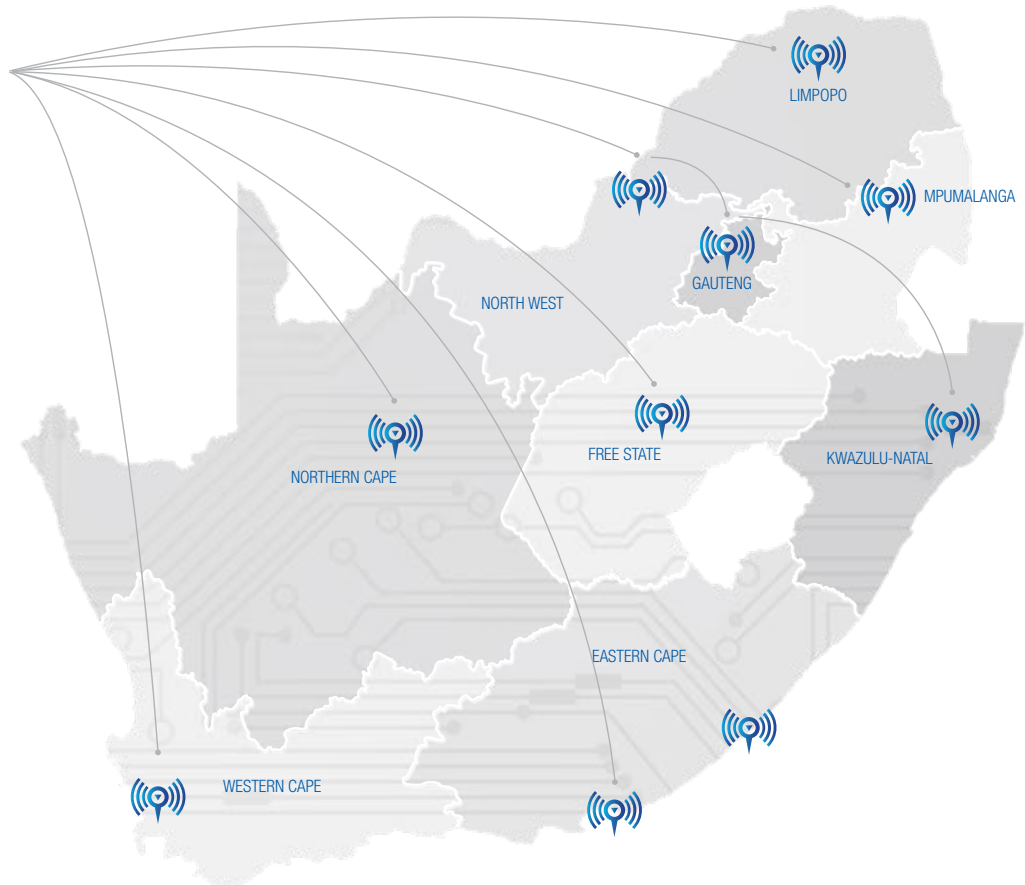 LIMPOPO
MPUMALANGA
GAUTENG
NORTH WEST
FREE STATE
KWAZULU-NATAL
NORTHERN CAPE
EASTERN CAPE
WESTERN CAPE